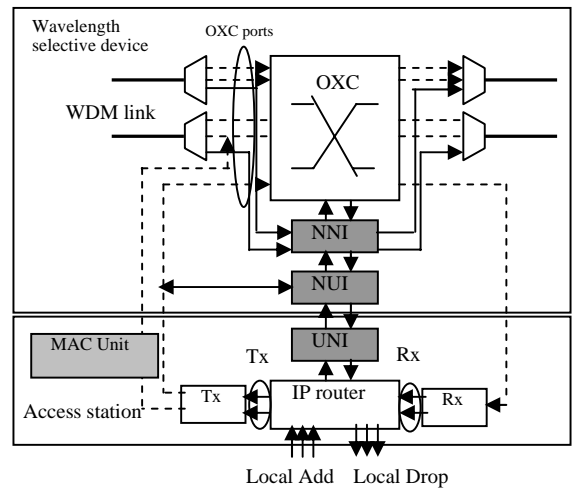 Wavelength
selective device
OXC ports
OXC
WDM link
NNI
NUI
UNI
MAC Unit
Tx
Rx
Tx
IP router
Rx
Access station
Local Add
Local Drop